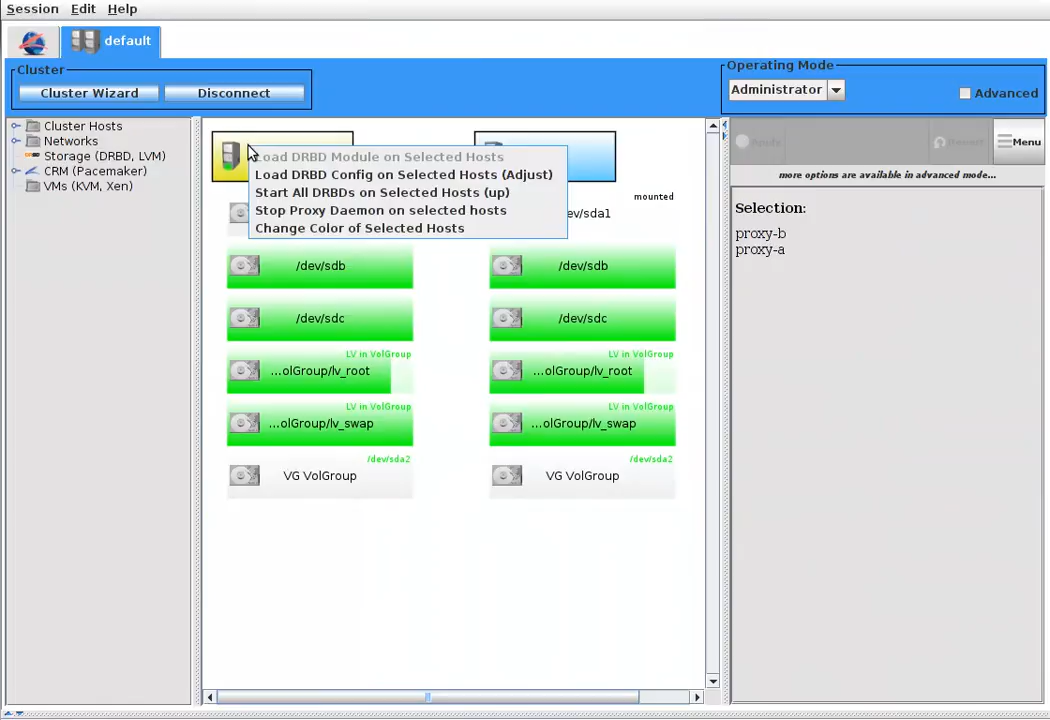 Session Edit Help
default
Cluster
Cluster Wizard Disconnect
Operating Mode
Administrator
Advanced
Cluster Hosts
Networks
Storage (DRBD, LVM)
CRM (Pacemaker)
VMs (KVM, Xen)
Load DRBD Module on Selected Hosts
Load DRBD Config on Selected Hosts (Adjust)
Start All DRBDs on Selected Hosts (up)
Stop Proxy Daemon on selected hosts
Change Color of Selected Hosts
mounted
/dev/sdb /dev/sdb
/dev/sdc /dev/sdc
LV in VolGroup LV in VolGroup
...olGroup/lv_root ...olGroup/lv_root
LV in VolGroup LV in VolGroup
...olGroup/lv_swap ...olGroup/lv_swap
/dev/sda2 /dev/sda2
VG VolGroup VG VolGroup
Menu
more options are available in advanced mode...
Selection:
proxy-b
proxy-a